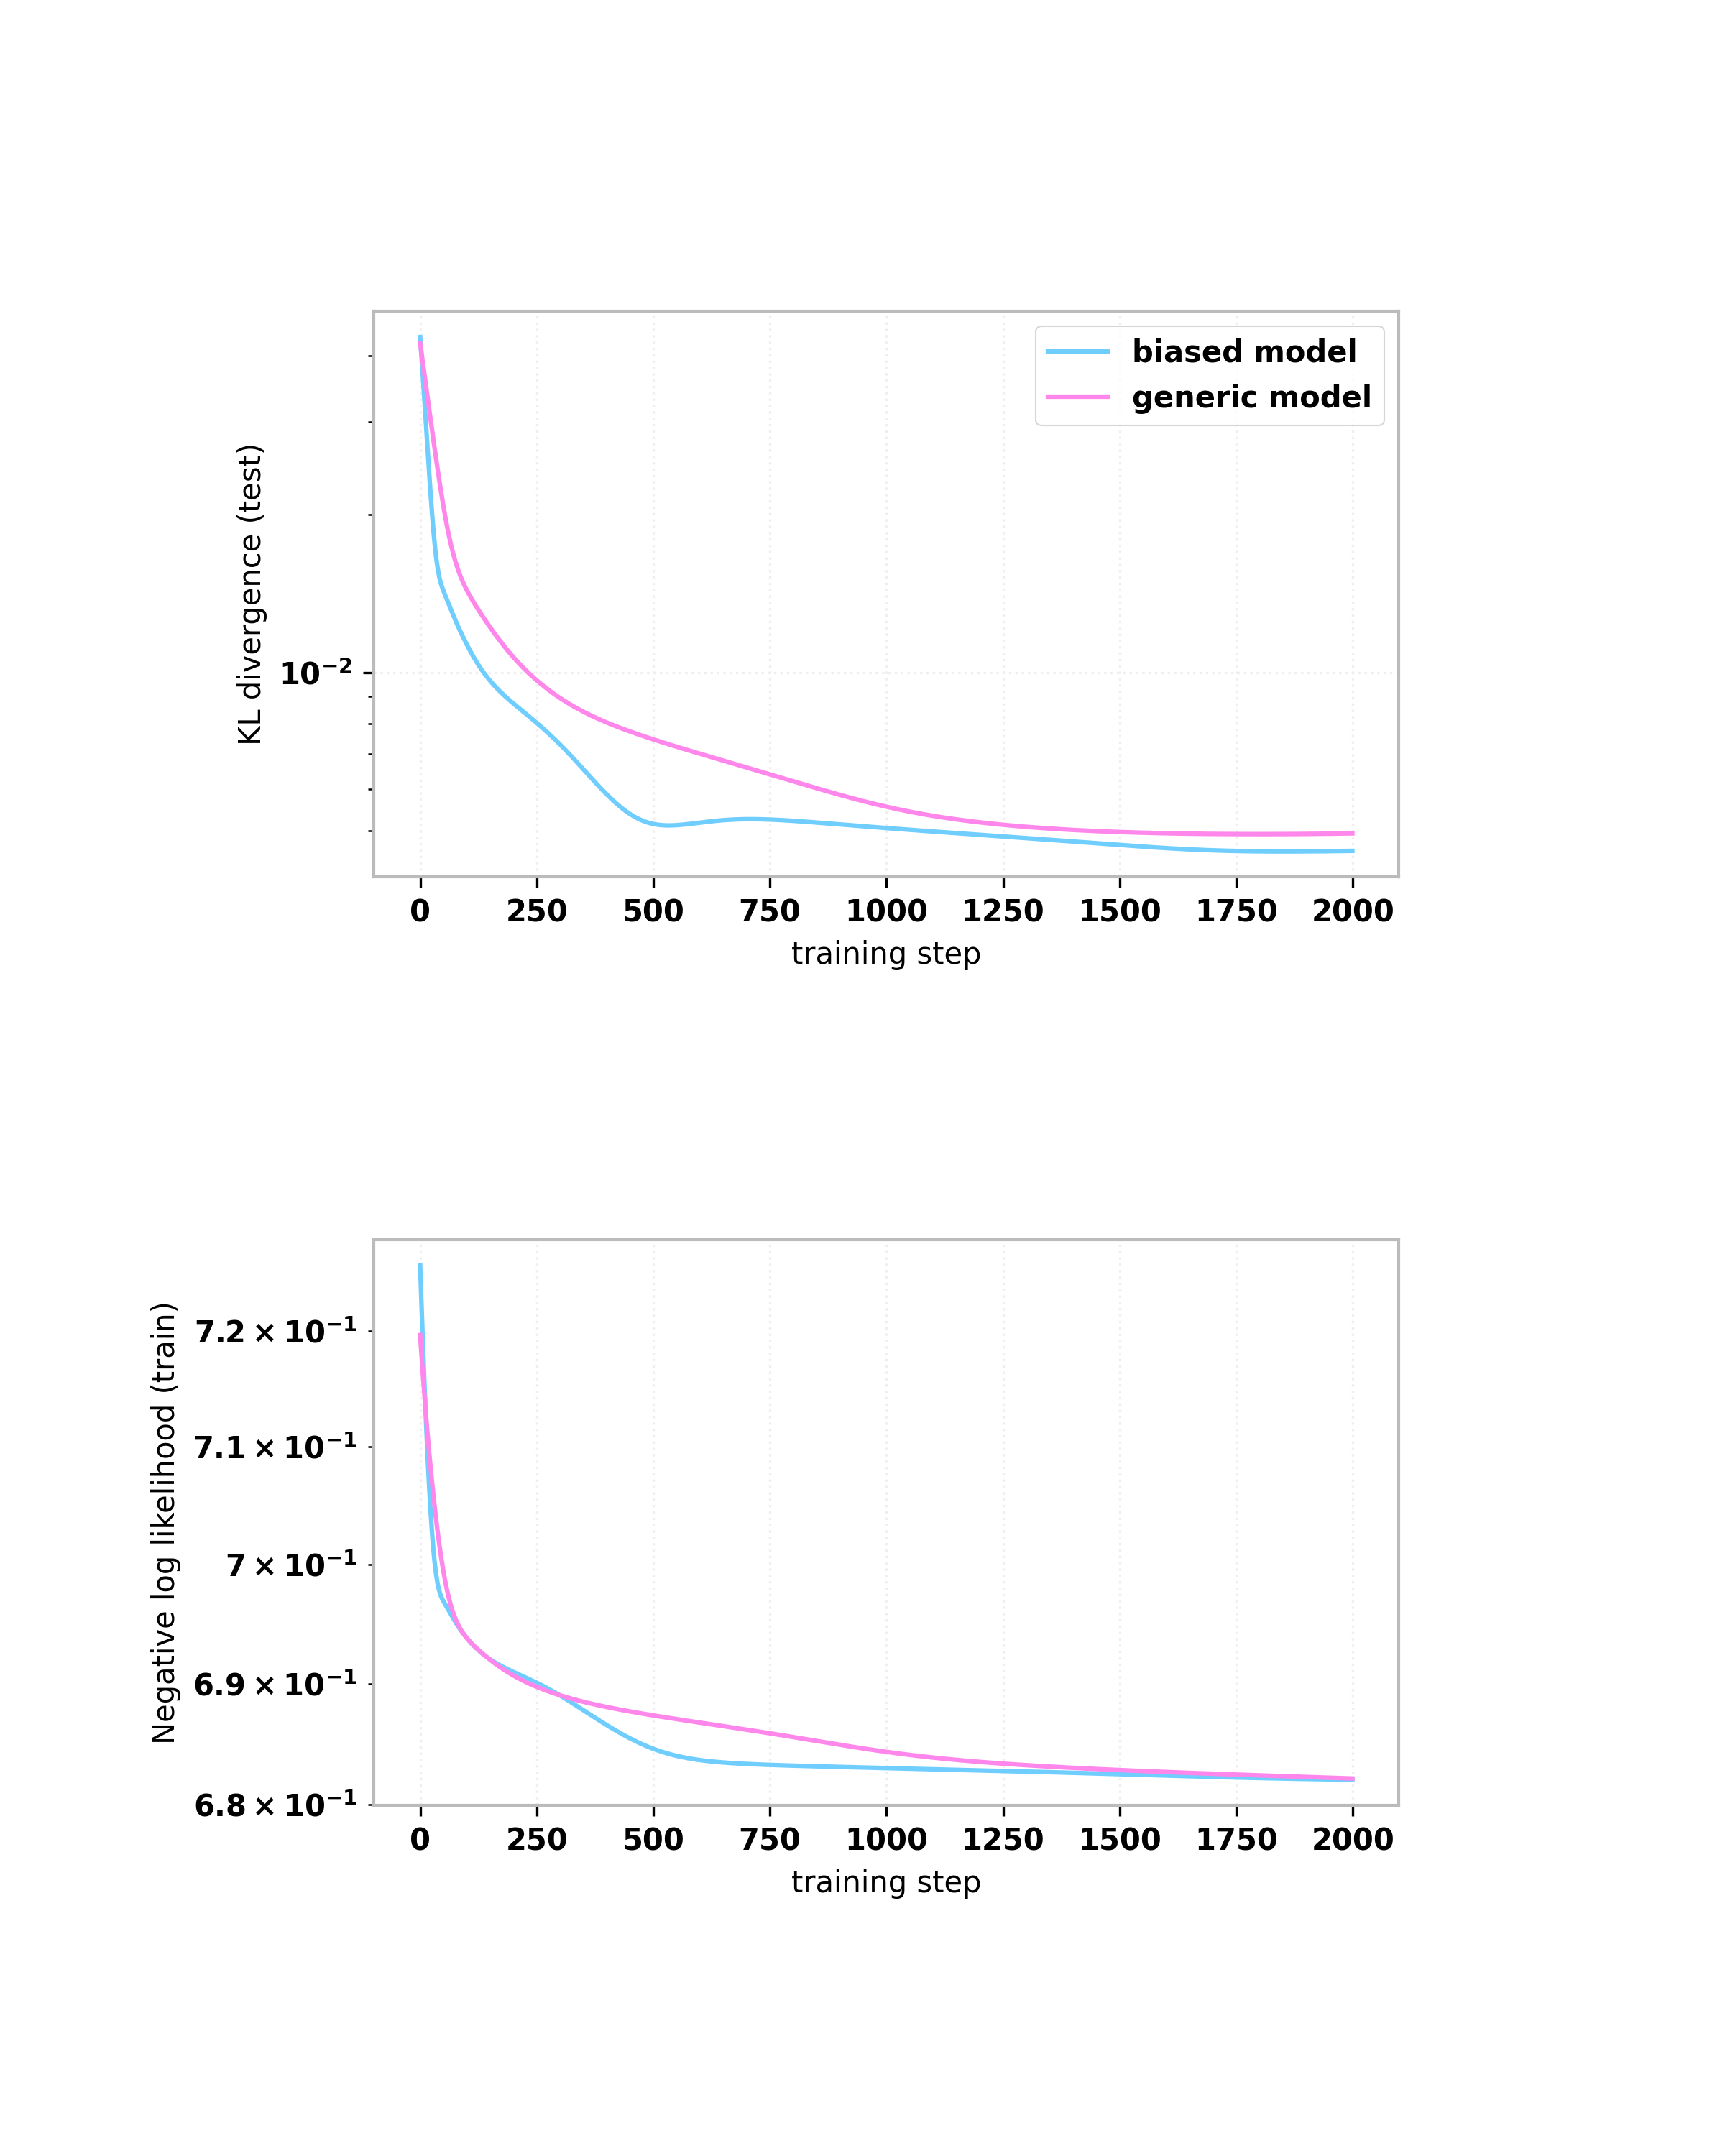 biased model
generic model
KL divergence (test)
10⁻²
0 250 500 750 1000 1250 1500 1750 2000
training step
Negative log likelihood (train)
7.2 × 10⁻¹
7.1 × 10⁻¹
7 × 10⁻¹
6.9 × 10⁻¹
6.8 × 10⁻¹
0 250 500 750 1000 1250 1500 1750 2000
training step